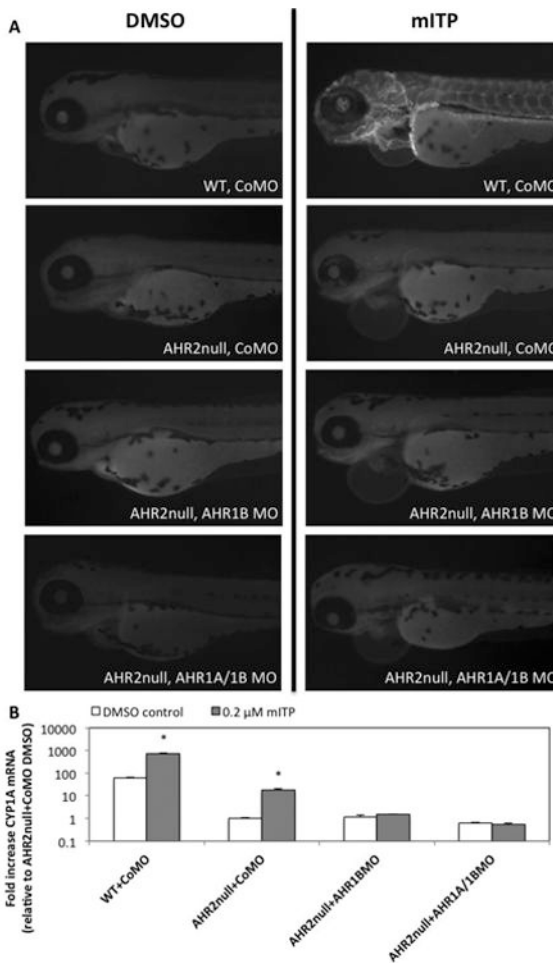 A
DMSO
mITP
WT, CoMO
WT, CoMO
AHR2null, CoMO
AHR2null, CoMO
AHR2null, AHR1B MO
AHR2null, AHR1B MO
AHR2null, AHR1A/1B MO
AHR2null, AHR1A/1B MO
B
DMSO control
0.2 µM mITP
Fold increase CYP1A mRNA
(relative to AHR2null+CoMO DMSO)
10000
1000
100
10
1
0.1
*
*
WT+CoMO
AHR2null+CoMO
AHR2null+AHR1BMO
AHR2null+AHR1A/1BMO